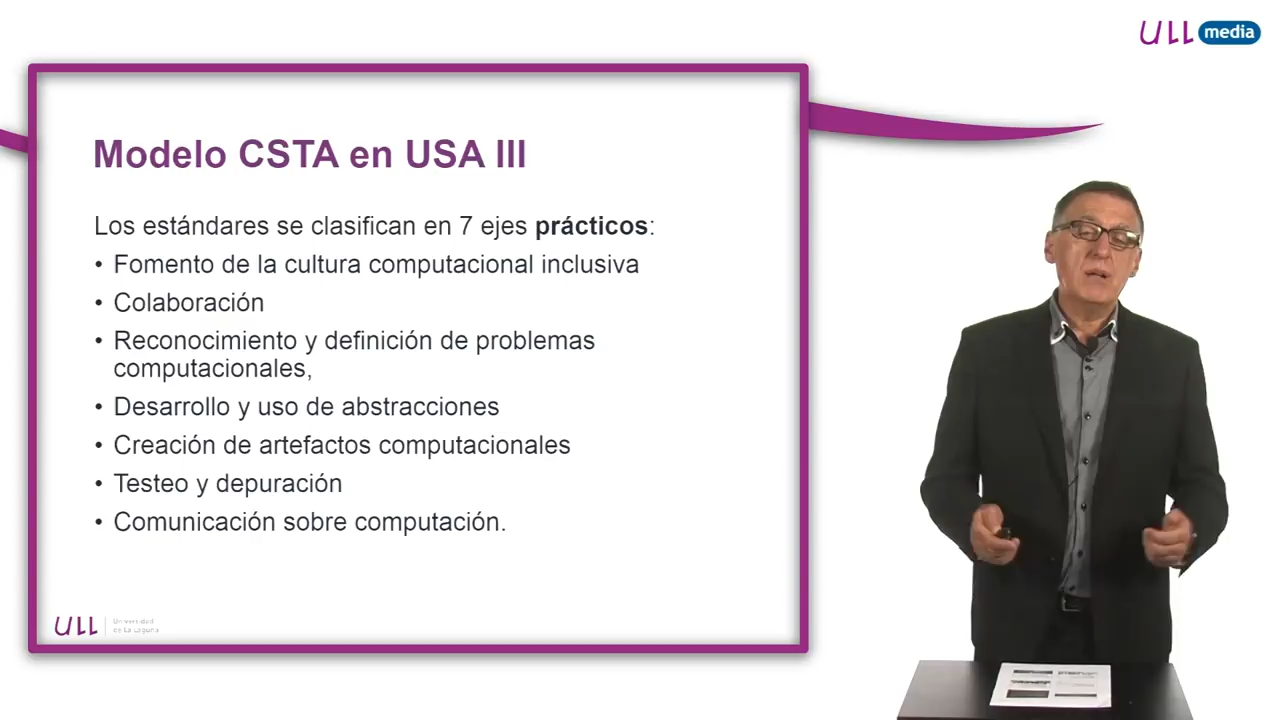 ULL media
Modelo CSTA en USA III
Los estándares se clasifican en 7 ejes prácticos:
• Fomento de la cultura computacional inclusiva
• Colaboración
• Reconocimiento y definición de problemas
computacionales,
• Desarrollo y uso de abstracciones
• Creación de artefactos computacionales
• Testeo y depuración
• Comunicación sobre computación.
ULL
Universidad
de La Laguna